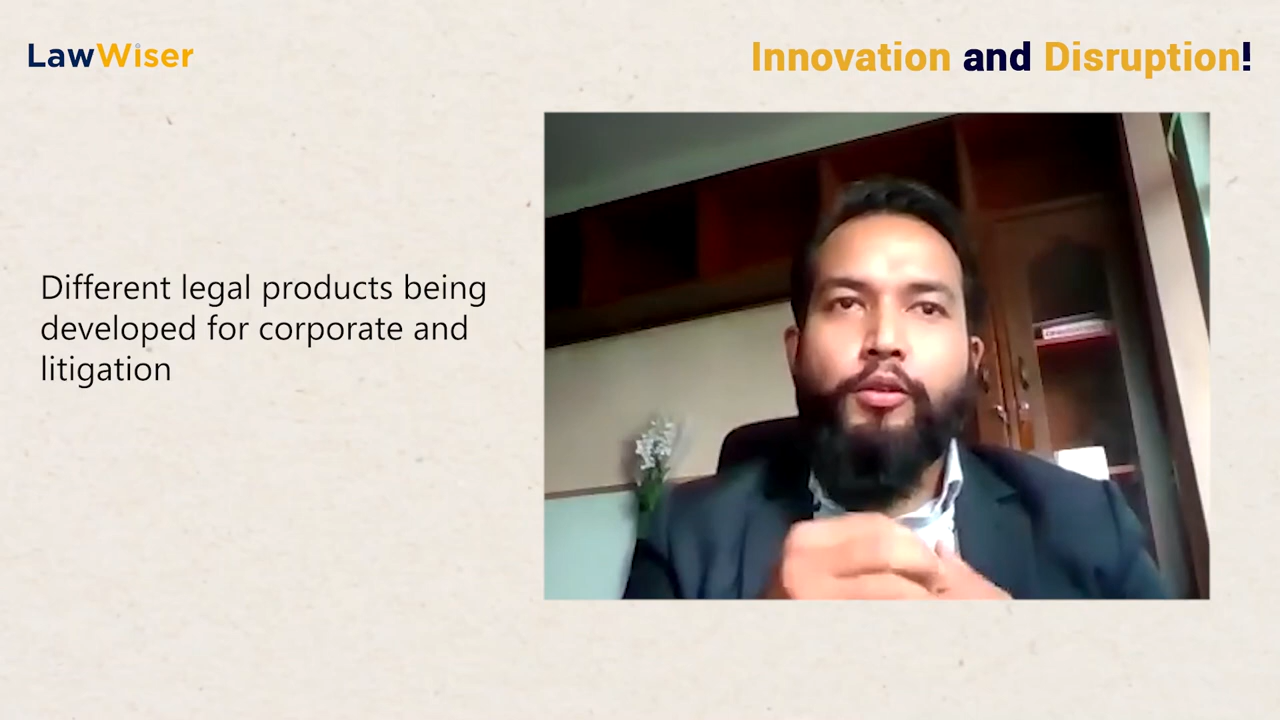 LawWiser
Innovation and Disruption!
Different legal products being
developed for corporate and
litigation